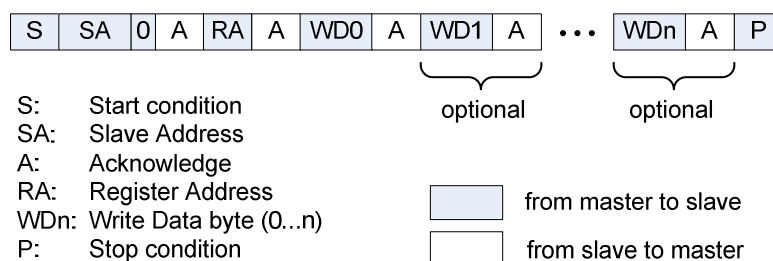 S SA 0 A RA A WD0 A WD1 A ••• WDn A P
optional optional
S: Start condition
SA: Slave Address
A: Acknowledge
RA: Register Address
WDn: Write Data byte (0...n)
P: Stop condition
from master to slave
from slave to master